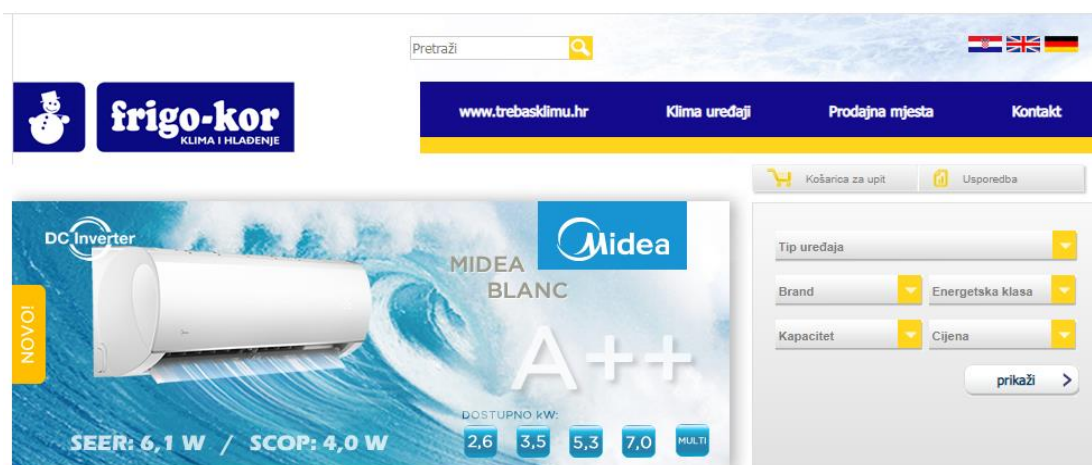 Pretraži
frigo-kor
KLIMA I HLAĐENJE
www.trebasklimu.hr Klima uređaji Prodajna mjesta Kontakt
Košarica za upit Usporedba
DC Inverter
Midea
MIDEA
BLANC
A++
NOVO!
DOSTUPNO kW:
2,6 3,5 5,3 7,0 MULTI
SEER: 6,1 W / SCOP: 4,0 W
Tip uređaja
Brand Energetska klasa
Kapacitet Cijena
prikaži >